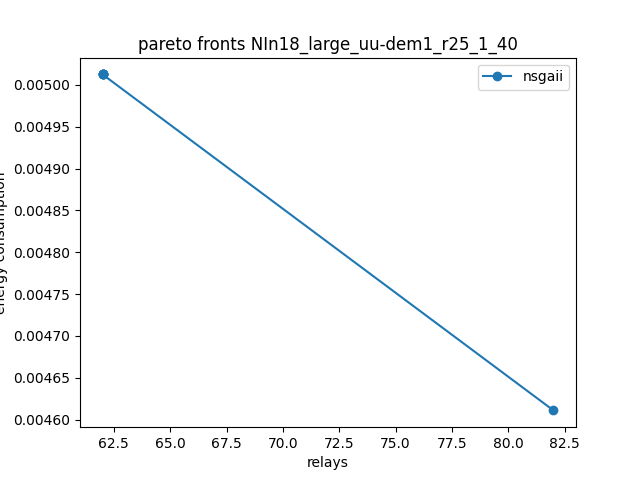 pareto fronts NIn18_large_uu-dem1_r25_1_40
nsgaii
0.00500
0.00495
0.00490
0.00485
0.00480
0.00475
0.00470
0.00465
0.00460
energy consumption
62.5 65.0 67.5 70.0 72.5 75.0 77.5 80.0 82.5
relays